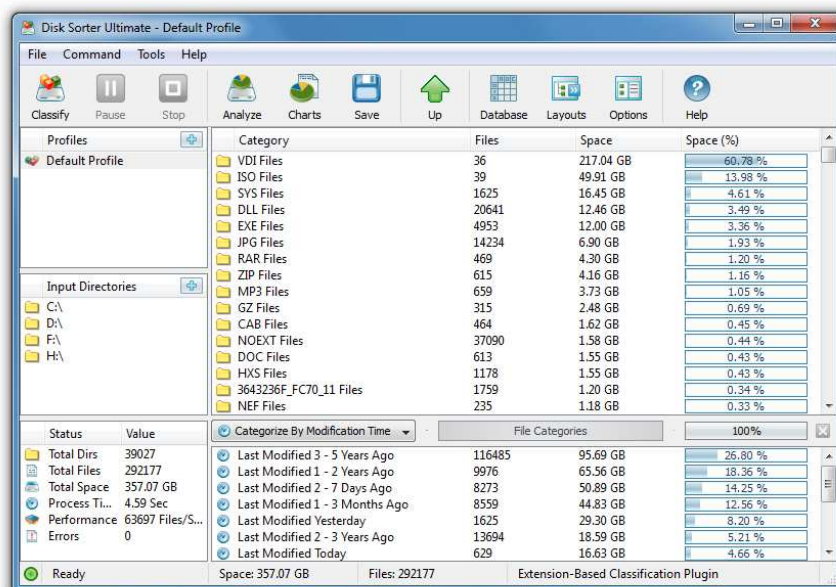 Disk Sorter Ultimate - Default Profile
File Command Tools Help
Classify Pause Stop Analyze Charts Save Up Database Layouts Options Help
Profiles
Default Profile
Input Directories
C:\
D:\
F:\
H:\
Category Files Space Space (%)
VDI Files 36 217.04 GB 60.78 %
ISO Files 39 49.91 GB 13.98 %
SYS Files 1625 16.45 GB 4.61 %
DLL Files 20641 12.46 GB 3.49 %
EXE Files 4953 12.00 GB 3.36 %
JPG Files 14234 6.90 GB 1.93 %
RAR Files 469 4.30 GB 1.20 %
ZIP Files 615 4.16 GB 1.16 %
MP3 Files 659 3.73 GB 1.05 %
GZ Files 315 2.48 GB 0.69 %
CAB Files 464 1.62 GB 0.45 %
NOEXT Files 37090 1.58 GB 0.44 %
DOC Files 613 1.55 GB 0.43 %
HXS Files 1178 1.55 GB 0.43 %
3643236F_FC70_11 Files 1759 1.20 GB 0.34 %
NEF Files 235 1.18 GB 0.33 %
Status Value
Total Dirs 39027
Total Files 292177
Total Space 357.07 GB
Process Ti... 4.59 Sec
Performance 63697 Files/S...
Errors 0
Categorize By Modification Time File Categories 100%
Last Modified 3 - 5 Years Ago 116485 95.69 GB 26.80 %
Last Modified 1 - 2 Years Ago 9976 65.56 GB 18.36 %
Last Modified 2 - 7 Days Ago 8273 50.89 GB 14.25 %
Last Modified 1 - 3 Months Ago 8559 44.83 GB 12.56 %
Last Modified Yesterday 1625 29.30 GB 8.20 %
Last Modified 2 - 3 Years Ago 13694 18.59 GB 5.21 %
Last Modified Today 629 16.63 GB 4.66 %
Ready Space: 357.07 GB Files: 292177 Extension-Based Classification Plugin